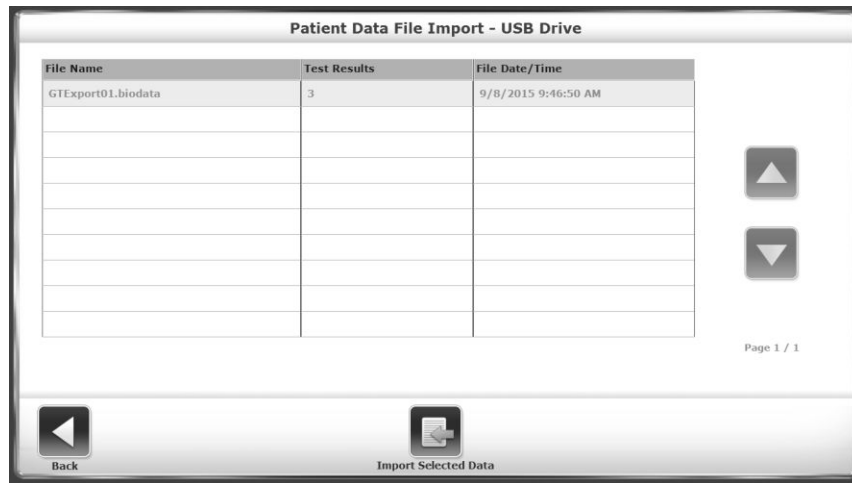 Patient Data File Import - USB Drive
File Name Test Results File Date/Time
GTExport01.biodata 3 9/8/2015 9:46:50 AM
Page 1 / 1
Back Import Selected Data